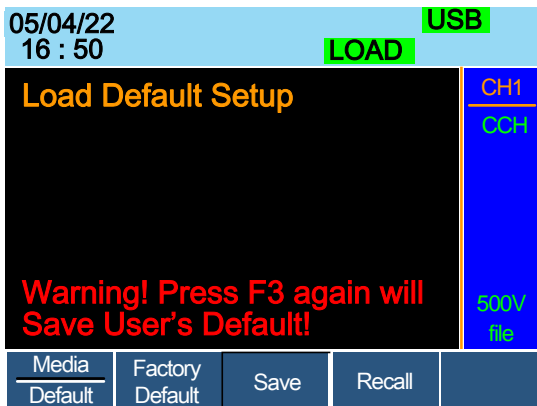 05/04/22
16 : 50
USB
LOAD
Load Default Setup
Warning! Press F3 again will
Save User's Default!
CH1
CCH
500V
file
Media
Default
Factory
Default
Save
Recall